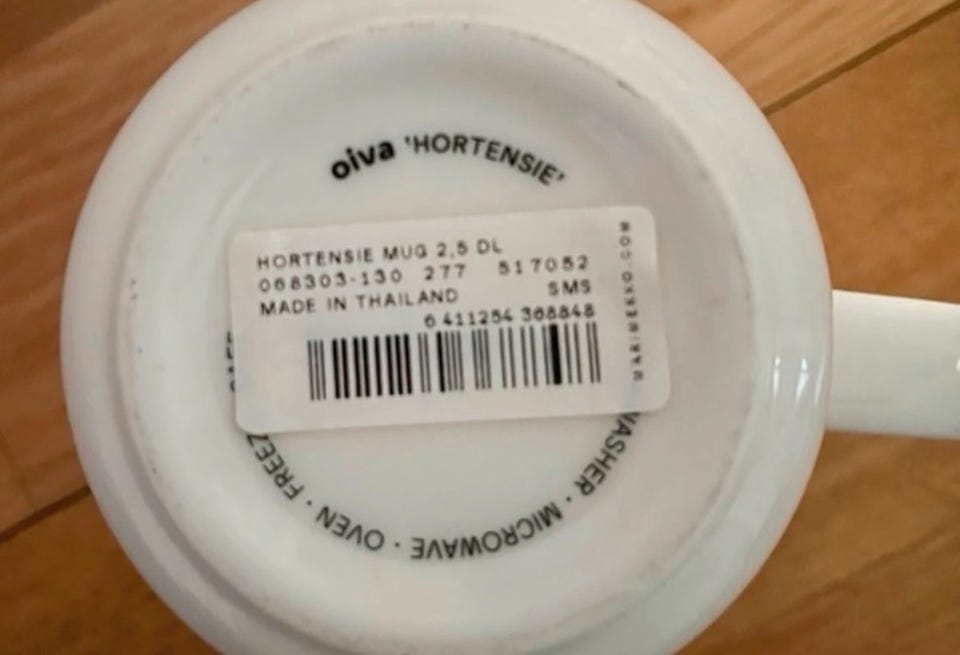 oiva 'HORTENSIE'
HORTENSIE MUG 2,5 DL
068303-130 277 517052
MADE IN THAILAND SMS
6 411254 368848
MARIMEKKO.COM
WASHER · MICROWAVE · OVEN · FREEZ